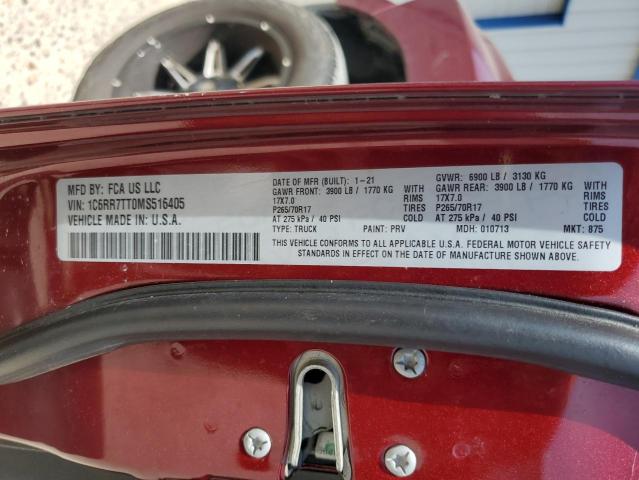 MFD BY: FCA US LLC
VIN: 1C6RR7TT0MS516405
VEHICLE MADE IN: U.S.A.
DATE OF MFR (BUILT): 1-21 GVWR: 6900 LB / 3130 KG
GAWR FRONT: 3900 LB / 1770 KG WITH GAWR REAR: 3900 LB / 1770 KG WITH
17X7.0 RIMS 17X7.0 RIMS
P265/70R17 TIRES P265/70R17 TIRES
AT 275 kPa / 40 PSI COLD AT 275 kPa / 40 PSI COLD
TYPE: TRUCK PAINT: PRV MDH: 010713 MKT: 875
THIS VEHICLE CONFORMS TO ALL APPLICABLE U.S.A. FEDERAL MOTOR VEHICLE SAFETY
STANDARDS IN EFFECT ON THE DATE OF MANUFACTURE SHOWN ABOVE.